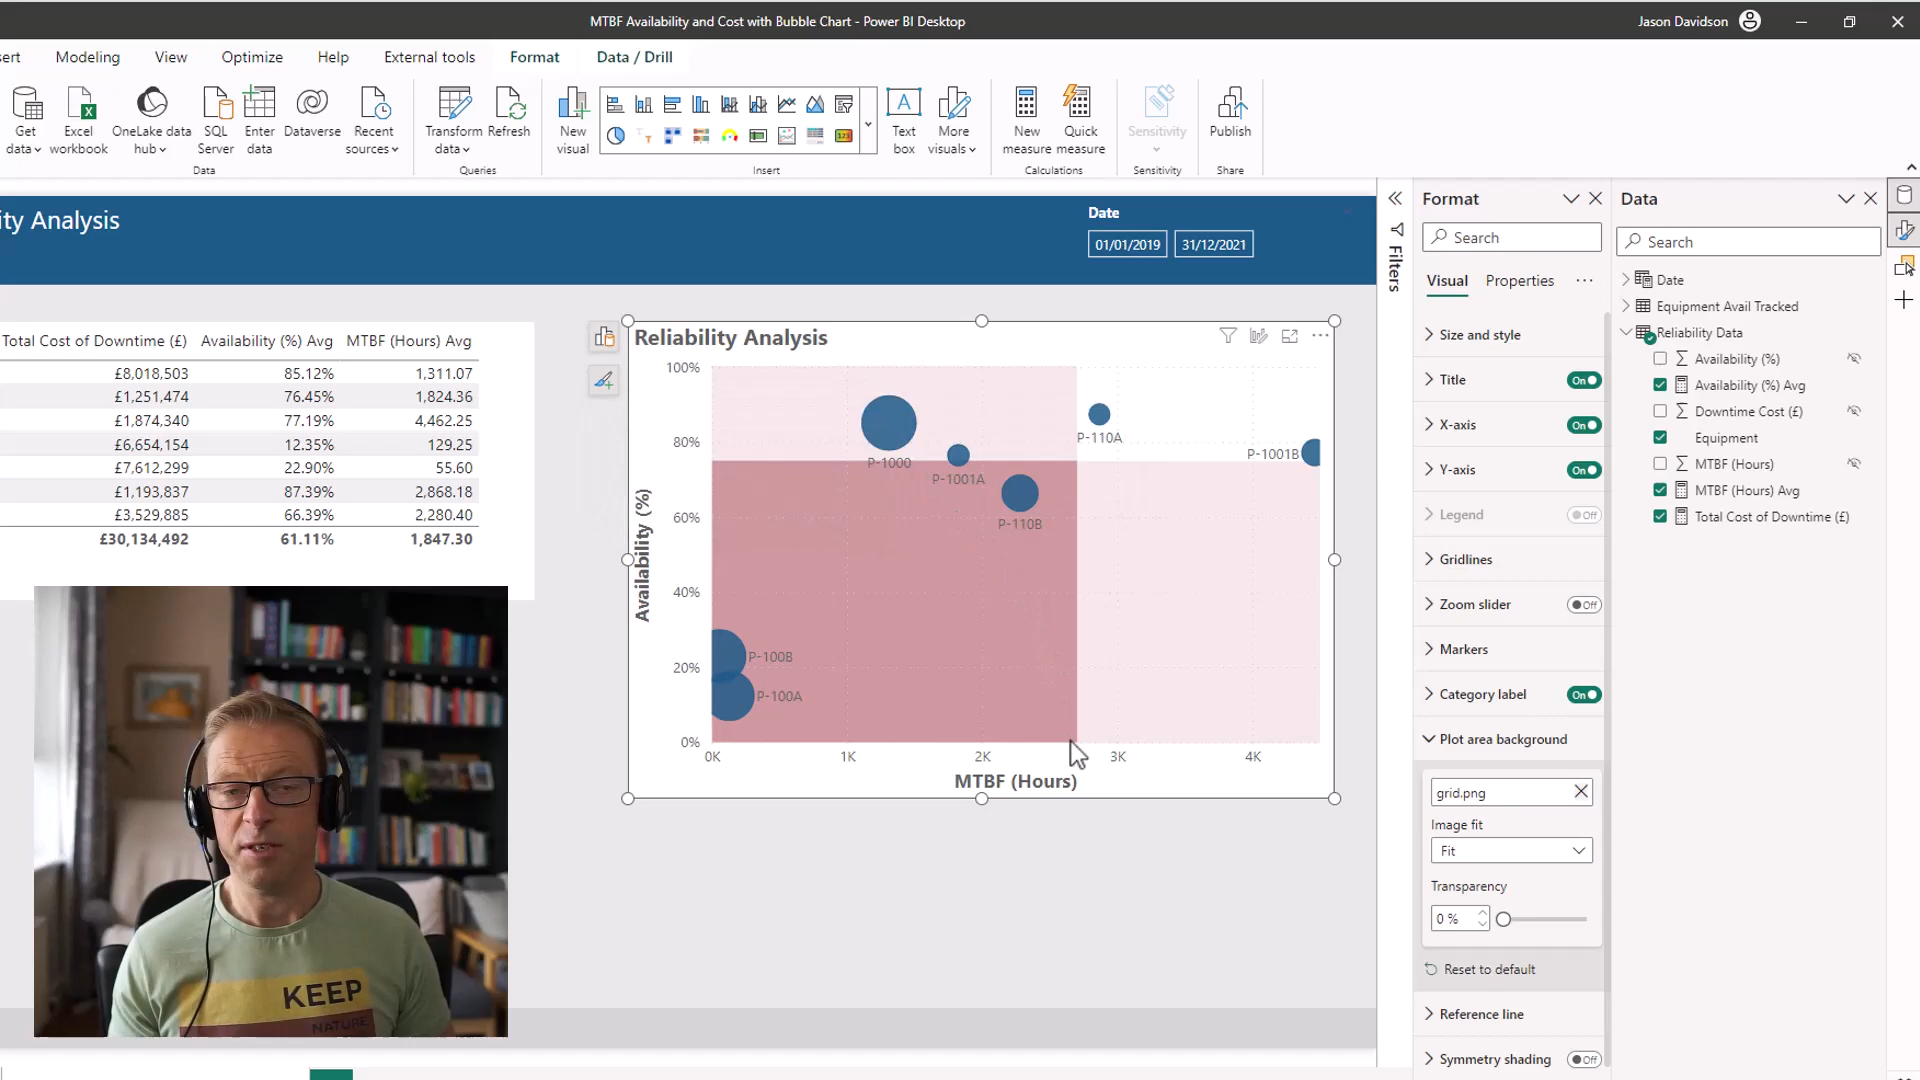 MTBF Availability and Cost with Bubble Chart - Power BI Desktop
Jason Davidson
ert
Modeling
View
Optimize
Help
External tools
Format
Data / Drill
Get data
Excel workbook
OneLake data hub
SQL Server
Enter data
Dataverse
Recent sources
Transform data
Refresh
New visual
Text box
More visuals
New measure
Quick measure
Sensitivity
Publish
Data
Queries
Insert
Calculations
Sensitivity
Share
ity Analysis
Date
01/01/2019
31/12/2021
Total Cost of Downtime (£) Availability (%) Avg MTBF (Hours) Avg
£8,018,503 85.12% 1,311.07
£1,251,474 76.45% 1,824.36
£1,874,340 77.19% 4,462.25
£6,654,154 12.35% 129.25
£7,612,299 22.90% 55.60
£1,193,837 87.39% 2,868.18
£3,529,885 66.39% 2,280.40
£30,134,492 61.11% 1,847.30
Reliability Analysis
100%
80%
60%
40%
20%
0%
Availability (%)
P-1000
P-1001A
P-110B
P-110A
P-1001B
P-100B
P-100A
0K 1K 2K 3K 4K
MTBF (Hours)
KEEP
NATURE
Filters
Format
Search
Visual Properties
Size and style
Title On
X-axis On
Y-axis On
Legend Off
Gridlines
Zoom slider Off
Markers
Category label On
Plot area background
grid.png
Image fit
Fit
Transparency
0 %
Reset to default
Reference line
Symmetry shading Off
Data
Search
Date
Equipment Avail Tracked
Reliability Data
Availability (%)
Availability (%) Avg
Downtime Cost (£)
Equipment
MTBF (Hours)
MTBF (Hours) Avg
Total Cost of Downtime (£)